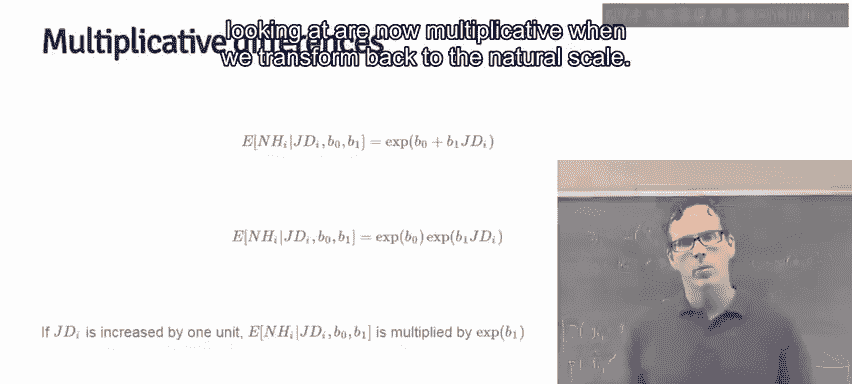 looking at are now multiplicative when
Multiplicative differences
we transform back to the natural scale.
E[NH_i|JD_i, b_0, b_1] = exp(b_0 + b_1JD_i)
E[NH_i|JD_i, b_0, b_1] = exp(b_0) exp(b_1JD_i)
If JD_i is increased by one unit, E[NH_i|JD_i, b_0, b_1] is multiplied by exp(b_1)